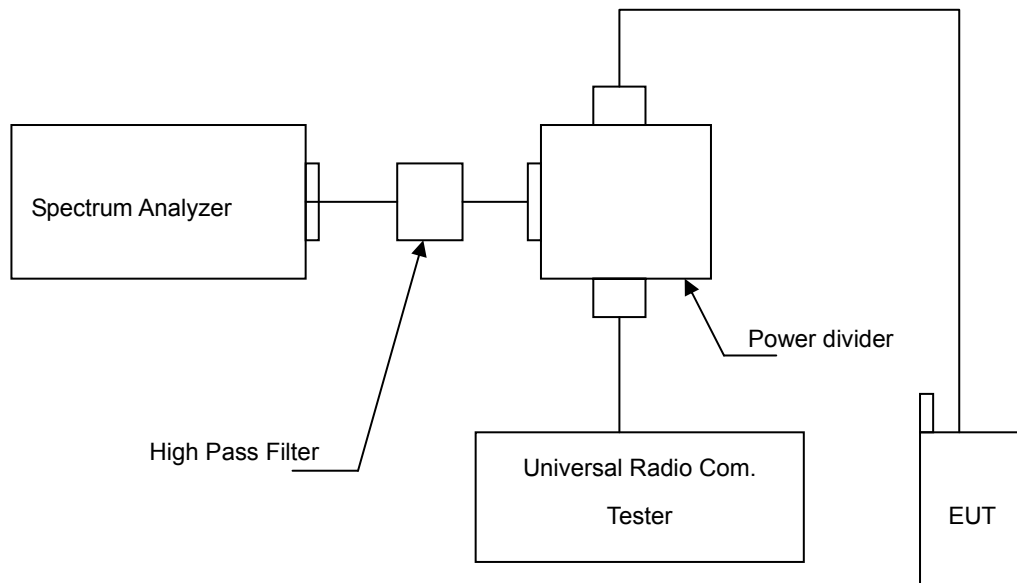 Spectrum Analyzer
Power divider
High Pass Filter
Universal Radio Com.
Tester
EUT